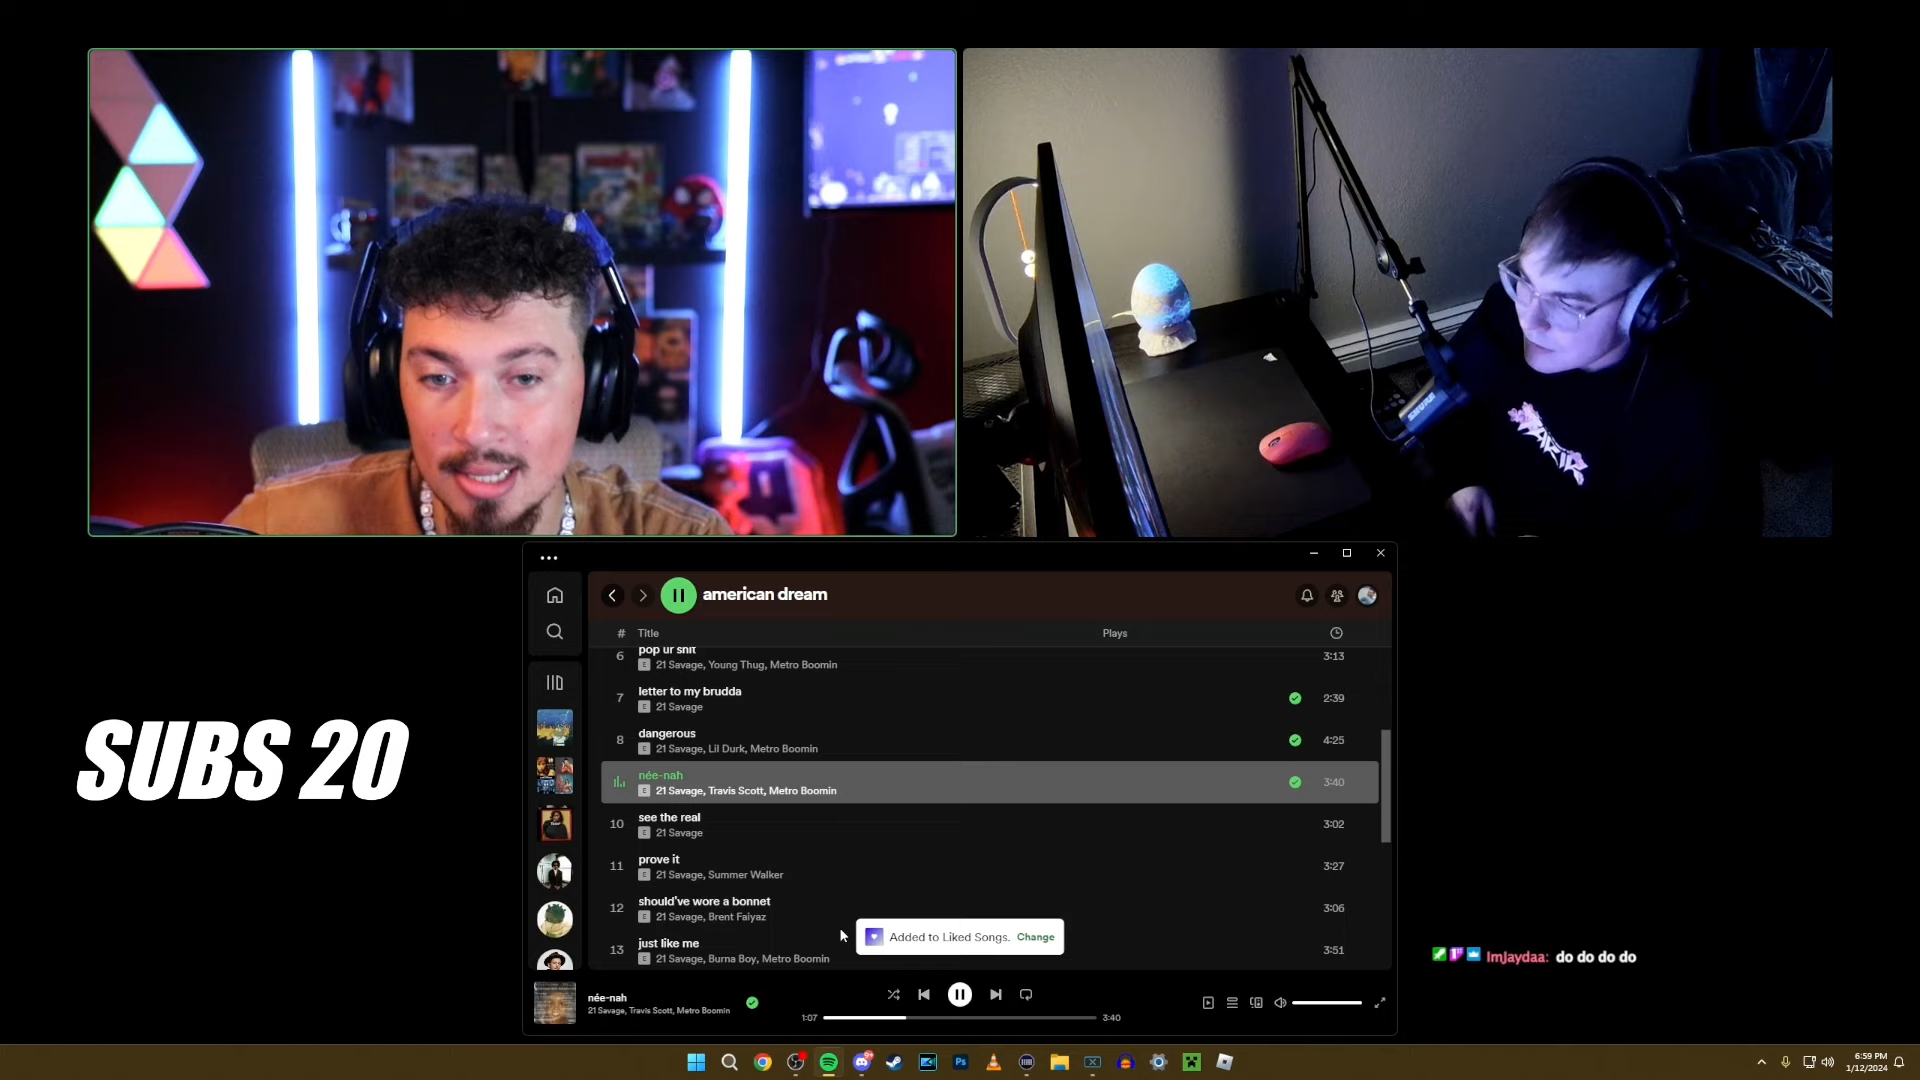 SHURE
american dream
# Title Plays
6 pop ur shit 3:13
E 21 Savage, Young Thug, Metro Boomin
7 letter to my brudda 2:39
E 21 Savage
8 dangerous 4:25
E 21 Savage, Lil Durk, Metro Boomin
née-nah 3:40
E 21 Savage, Travis Scott, Metro Boomin
10 see the real 3:02
E 21 Savage
11 prove it 3:27
E 21 Savage, Summer Walker
12 should've wore a bonnet 3:06
E 21 Savage, Brent Faiyaz
Added to Liked Songs. Change
13 just like me 3:51
E 21 Savage, Burna Boy, Metro Boomin
née-nah
21 Savage, Travis Scott, Metro Boomin
1:07 3:40
SUBS 20
Imjaydaa: do do do do
Ps
6:59 PM
1/12/2024